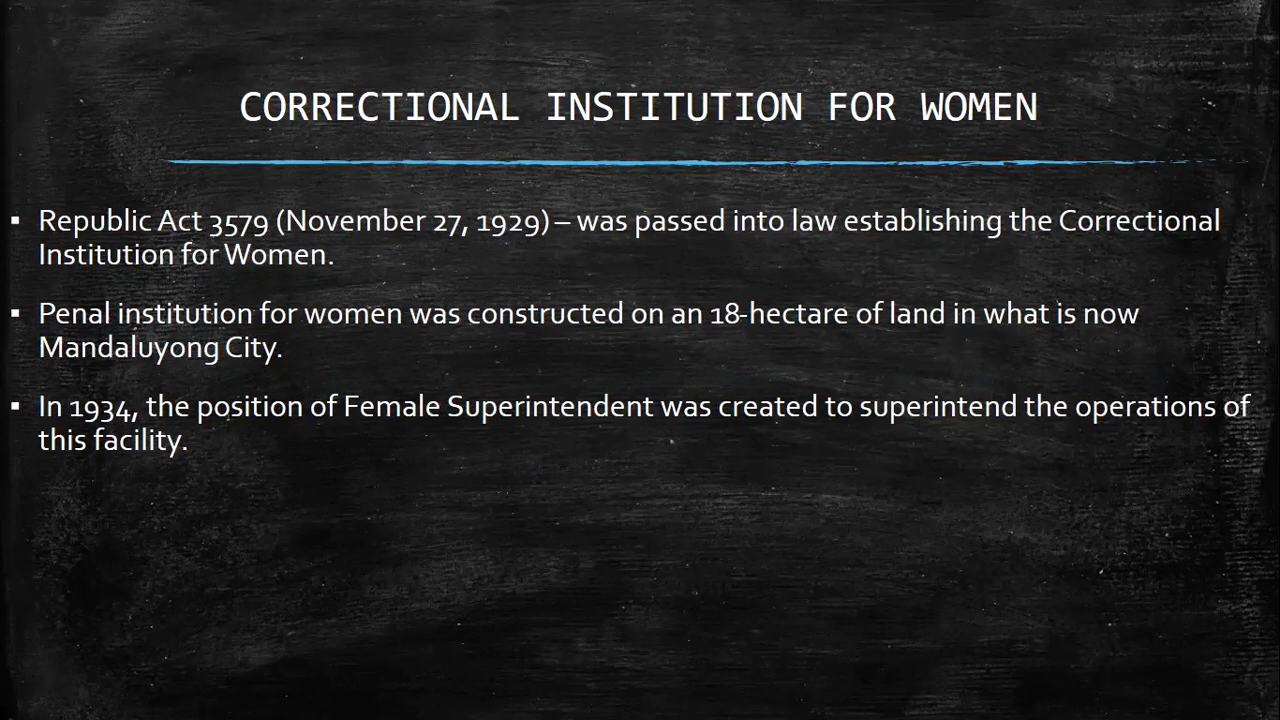 CORRECTIONAL INSTITUTION FOR WOMEN
▪ Republic Act 3579 (November 27, 1929) – was passed into law establishing the Correctional
Institution for Women.
▪ Penal institution for women was constructed on an 18-hectare of land in what is now
Mandaluyong City.
▪ In 1934, the position of Female Superintendent was created to superintend the operations of
this facility.